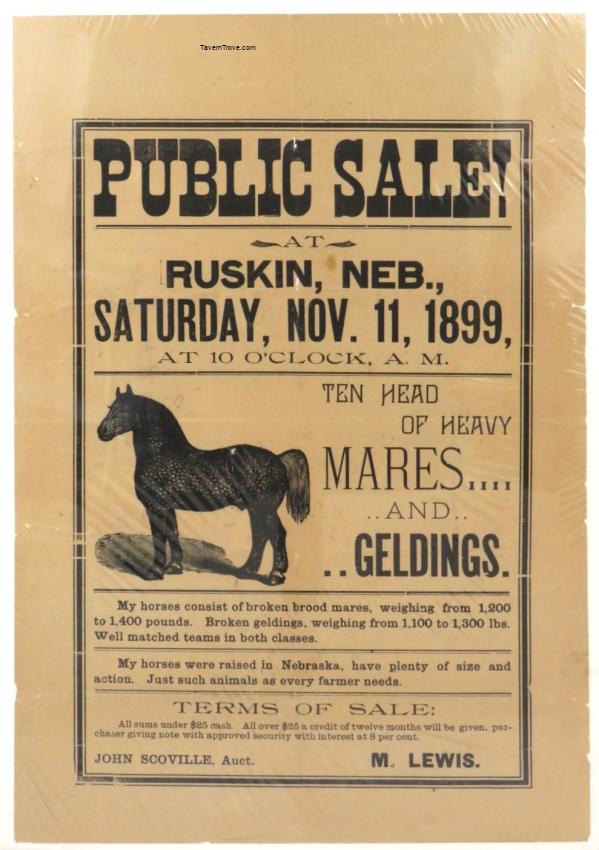 TavernTrove.com
PUBLIC SALE!
AT
RUSKIN, NEB.,
SATURDAY, NOV. 11, 1899,
AT 10 O'CLOCK, A. M.
TEN HEAD
OF HEAVY
MARES....
..AND..
..GELDINGS.
My horses consist of broken brood mares, weighing from 1,200
to 1,400 pounds. Broken geldings, weighing from 1,100 to 1,300 lbs.
Well matched teams in both classes.
My horses were raised in Nebraska, have plenty of size and
action. Just such animals as every farmer needs.
TERMS OF SALE:
All sums under $25 cash. All over $25 a credit of twelve months will be given, pur-
chaser giving note with approved security with interest at 8 per cent.
JOHN SCOVILLE, Auct. M. LEWIS.